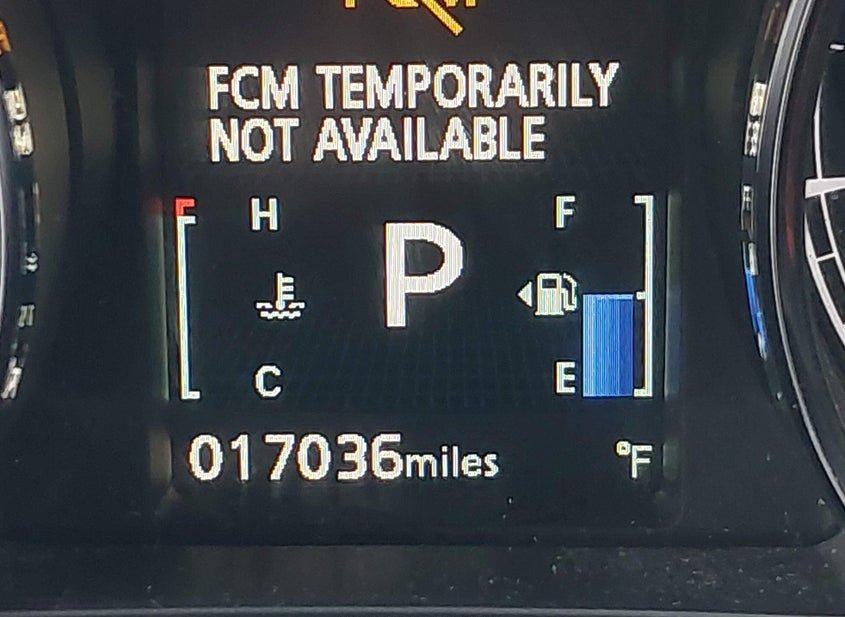 FCM TEMPORARILY
NOT AVAILABLE
H
F
P
C
E
017036miles
°F